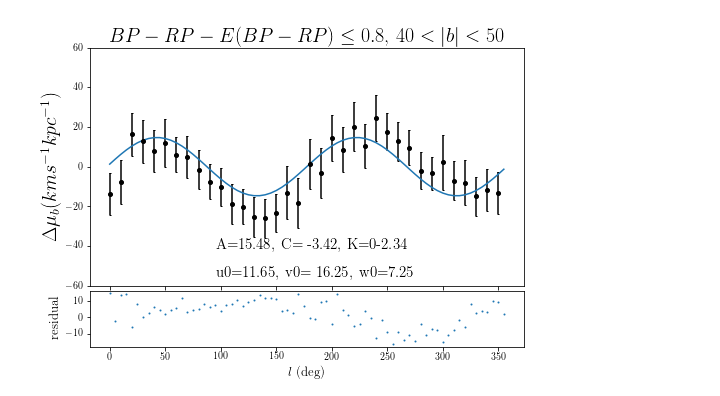 BP − RP − E(BP − RP) ≤ 0.8, 40 < |b| < 50
60
40
20
0
−20
−40
−60
Δμ_b(kms⁻¹kpc⁻¹)
A=15.48, C= -3.42, K=0-2.34
u0=11.65, v0= 16.25, w0=7.25
10
0
−10
residual
0 50 100 150 200 250 300 350
l (deg)